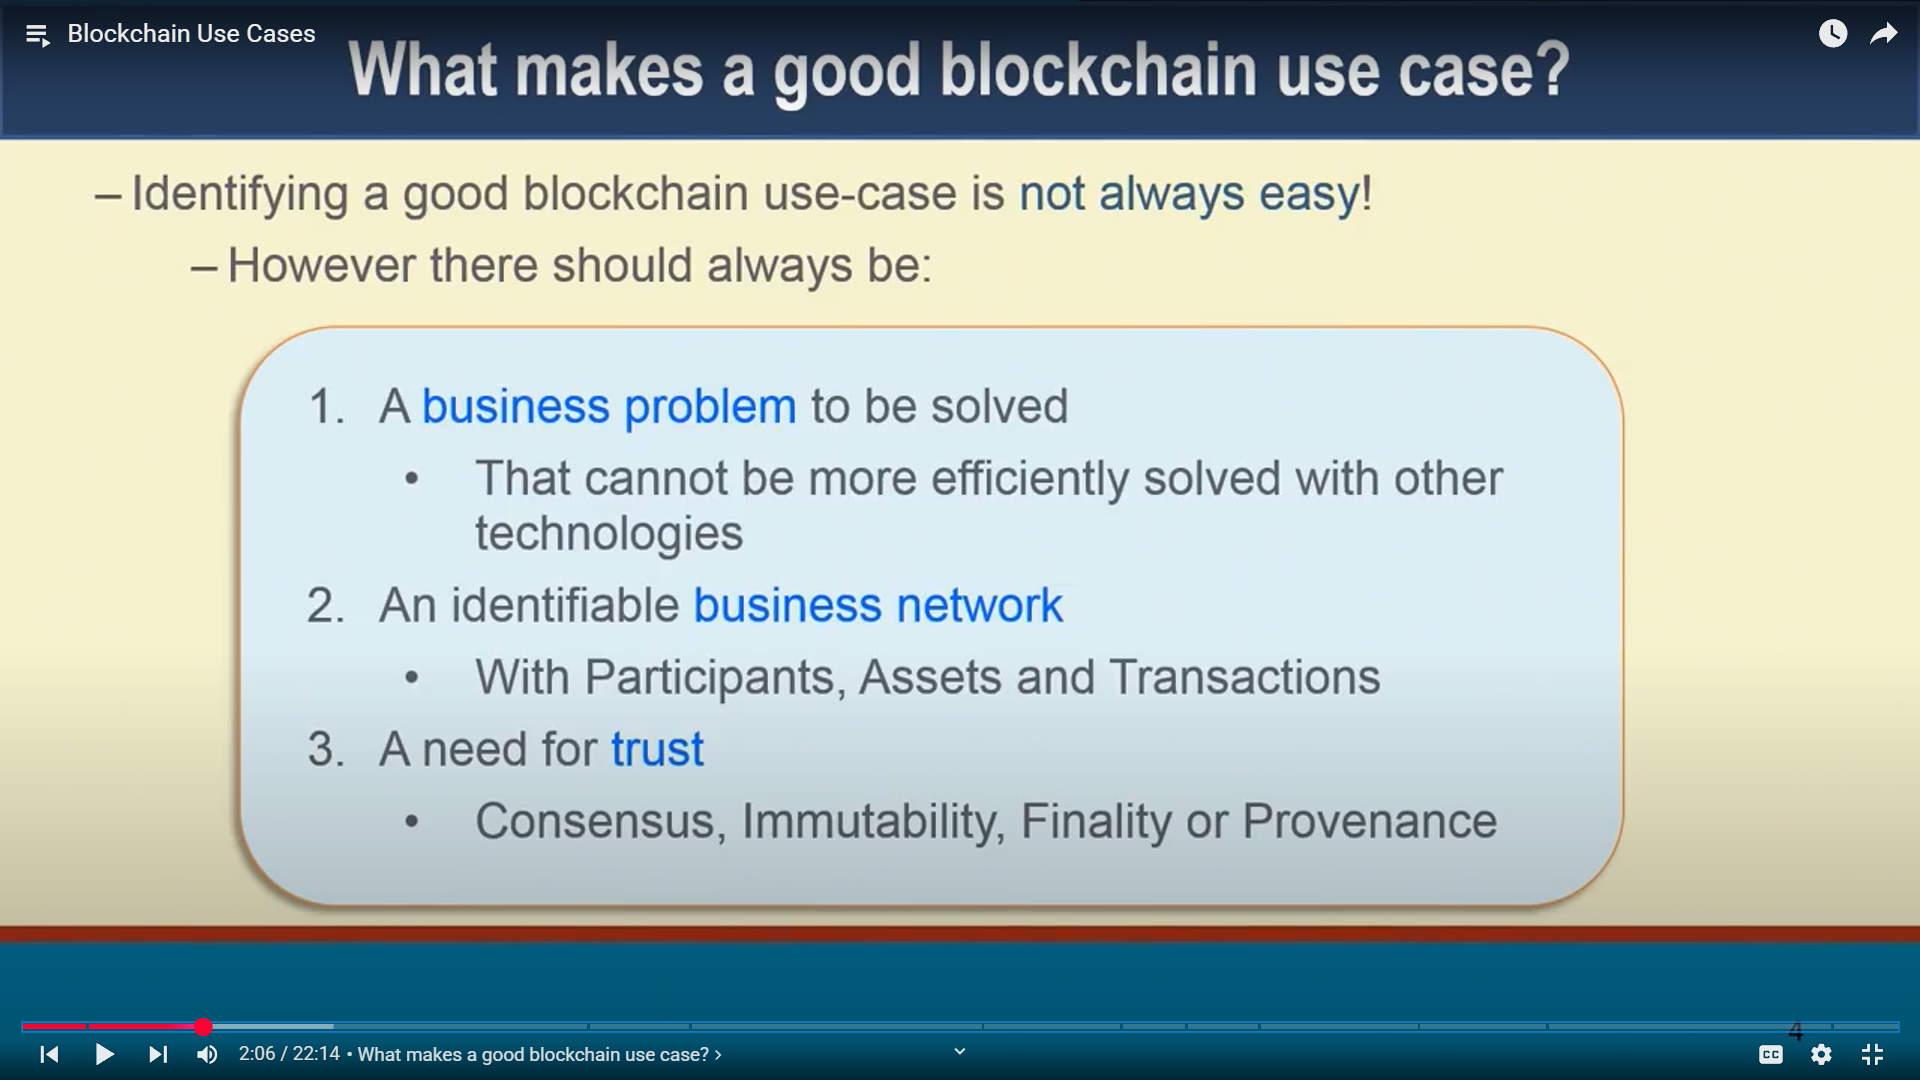 Blockchain Use Cases
What makes a good blockchain use case?
– Identifying a good blockchain use-case is not always easy!
– However there should always be:
1. A business problem to be solved
• That cannot be more efficiently solved with other
technologies
2. An identifiable business network
• With Participants, Assets and Transactions
3. A need for trust
• Consensus, Immutability, Finality or Provenance
4
2:06 / 22:14 • What makes a good blockchain use case? ›
CC